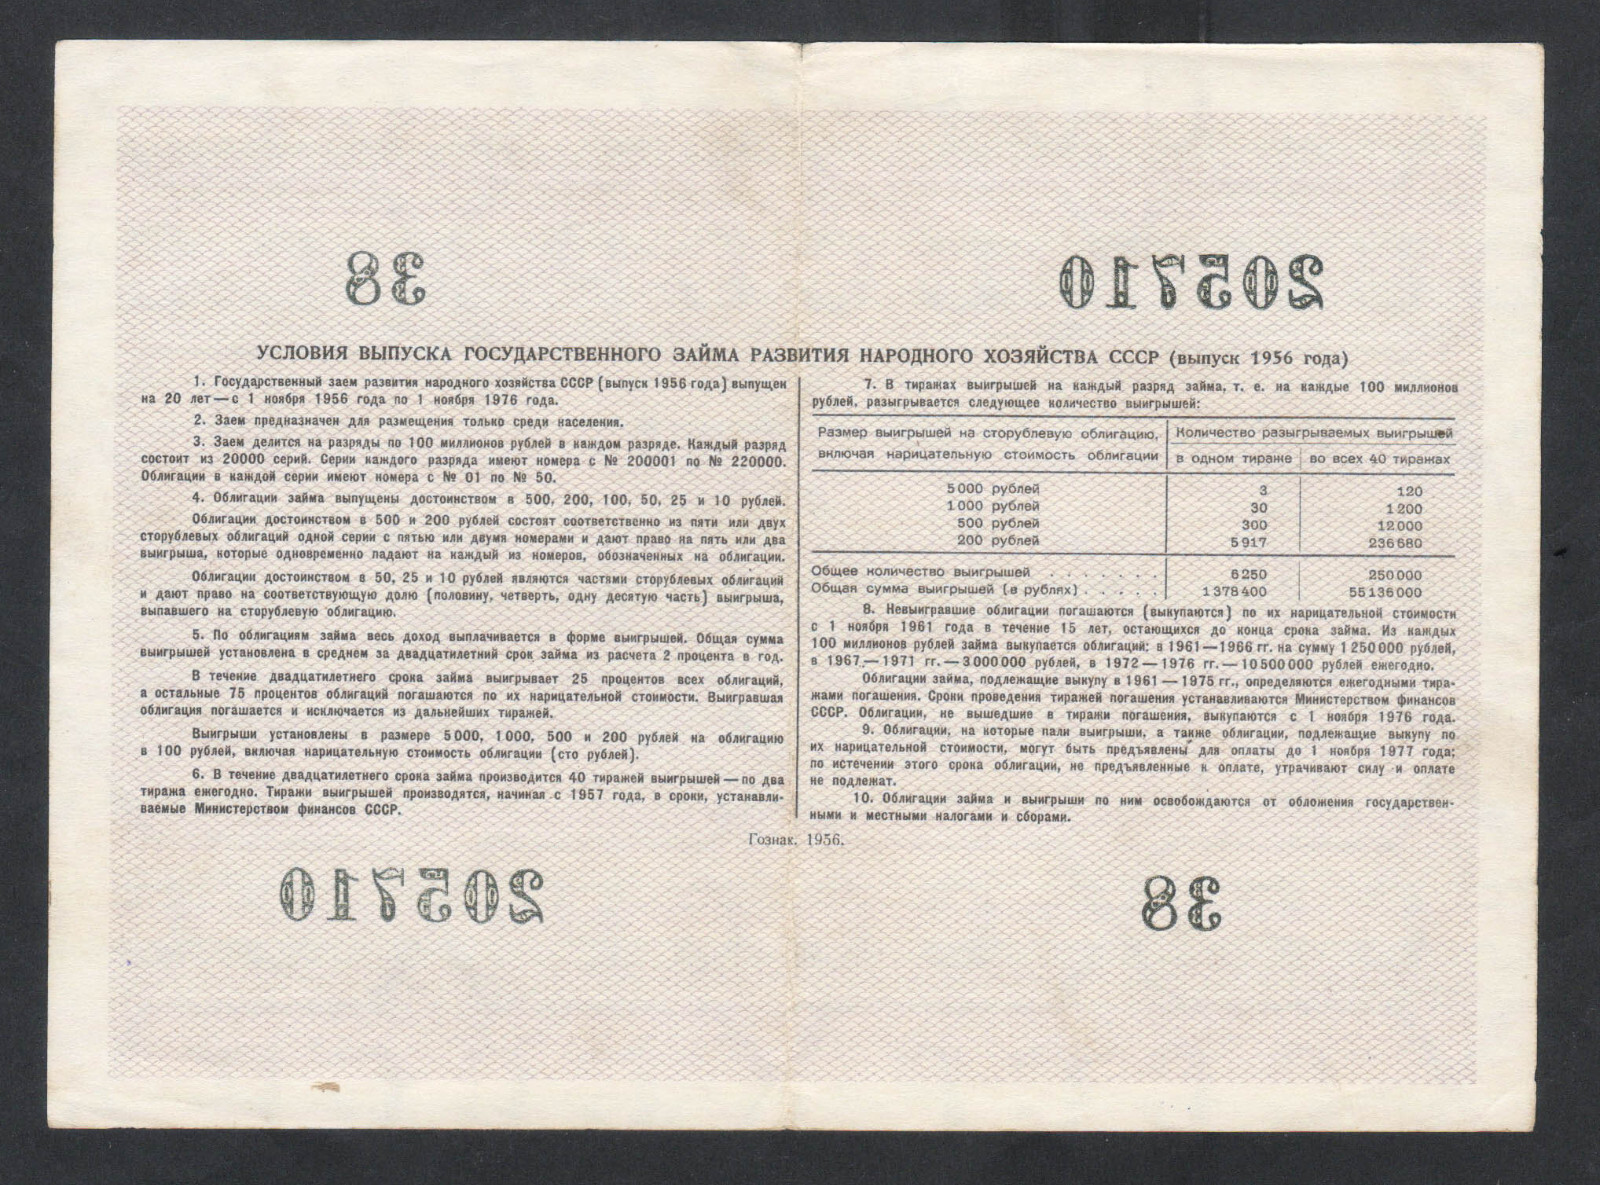 38 205710
УСЛОВИЯ ВЫПУСКА ГОСУДАРСТВЕННОГО ЗАЙМА РАЗВИТИЯ НАРОДНОГО ХОЗЯЙСТВА СССР (выпуск 1956 года)
1. Государственный заем развития народного хозяйства СССР (выпуск 1956 года) выпущен
на 20 лет — с 1 ноября 1956 года по 1 ноября 1976 года.
2. Заем предназначен для размещения только среди населения.
3. Заем делится на разряды по 100 миллионов рублей в каждом разряде. Каждый разряд
состоит из 20000 серий. Серии каждого разряда имеют номера с № 200001 по № 220000.
Облигации в каждой серии имеют номера с № 01 по № 50.
4. Облигации займа выпущены достоинством в 500, 200, 100, 50, 25 и 10 рублей.
Облигации достоинством в 500 и 200 рублей состоят соответственно из пяти или двух
сторублевых облигаций одной серии с пятью или двумя номерами и дают право на пять или два
выигрыша, которые одновременно падают на каждый из номеров, обозначенных на облигации.
Облигации достоинством в 50, 25 и 10 рублей являются частями сторублевых облигаций
и дают право на соответствующую долю (половину, четверть, одну десятую часть) выигрыша,
выпавшего на сторублевую облигацию.
5. По облигациям займа весь доход выплачивается в форме выигрышей. Общая сумма
выигрышей установлена в среднем за двадцатилетний срок займа из расчета 2 процента в год.
В течение двадцатилетнего срока займа выигрывает 25 процентов всех облигаций,
а остальные 75 процентов облигаций погашаются по их нарицательной стоимости. Выигравшая
облигация погашается и исключается из дальнейших тиражей.
Выигрыши установлены в размере 5000, 1000, 500 и 200 рублей на облигацию
в 100 рублей, включая нарицательную стоимость облигации (сто рублей).
6. В течение двадцатилетнего срока займа производится 40 тиражей выигрышей — по два
тиража ежегодно. Тиражи выигрышей производятся, начиная с 1957 года, в сроки, устанавли-
ваемые Министерством финансов СССР.
7. В тиражах выигрышей на каждый разряд займа, т. е. на каждые 100 миллионов
рублей, разыгрывается следующее количество выигрышей:
Размер выигрышей на сторублевую облигацию, Количество разыгрываемых выигрышей
включая нарицательную стоимость облигации в одном тираже во всех 40 тиражах
5000 рублей 3 120
1000 рублей 30 1200
500 рублей 300 12000
200 рублей 5917 236680
Общее количество выигрышей . . . . . . . 6250 250000
Общая сумма выигрышей (в рублях) . . . . . 1378400 55136000
8. Невыигравшие облигации погашаются (выкупаются) по их нарицательной стоимости
с 1 ноября 1961 года в течение 15 лет, остающихся до конца срока займа. Из каждых
100 миллионов рублей займа выкупается облигаций: в 1961—1966 гг. на сумму 1250000 рублей,
в 1967—1971 гг. — 3000000 рублей, в 1972—1976 гг. — 10500000 рублей ежегодно.
Облигации займа, подлежащие выкупу в 1961—1975 гг., определяются ежегодными тира-
жами погашения. Сроки проведения тиражей погашения устанавливаются Министерством финансов
СССР. Облигации, не вышедшие в тиражи погашения, выкупаются с 1 ноября 1976 года.
9. Облигации, на которые пали выигрыши, а также облигации, подлежащие выкупу по
их нарицательной стоимости, могут быть предъявлены для оплаты до 1 ноября 1977 года;
по истечении этого срока облигации, не предъявленные к оплате, утрачивают силу и оплате
не подлежат.
10. Облигации займа и выигрыши по ним освобождаются от обложения государствен-
ными и местными налогами и сборами.
Гознак. 1956.
205710 38